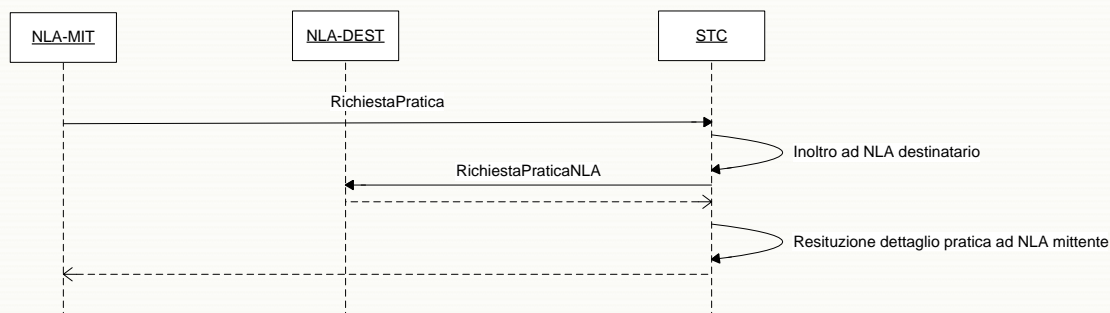 NLA-MIT
NLA-DEST
STC
RichiestaPratica
Inoltro ad NLA destinatario
RichiestaPraticaNLA
Resituzione dettaglio pratica ad NLA mittente